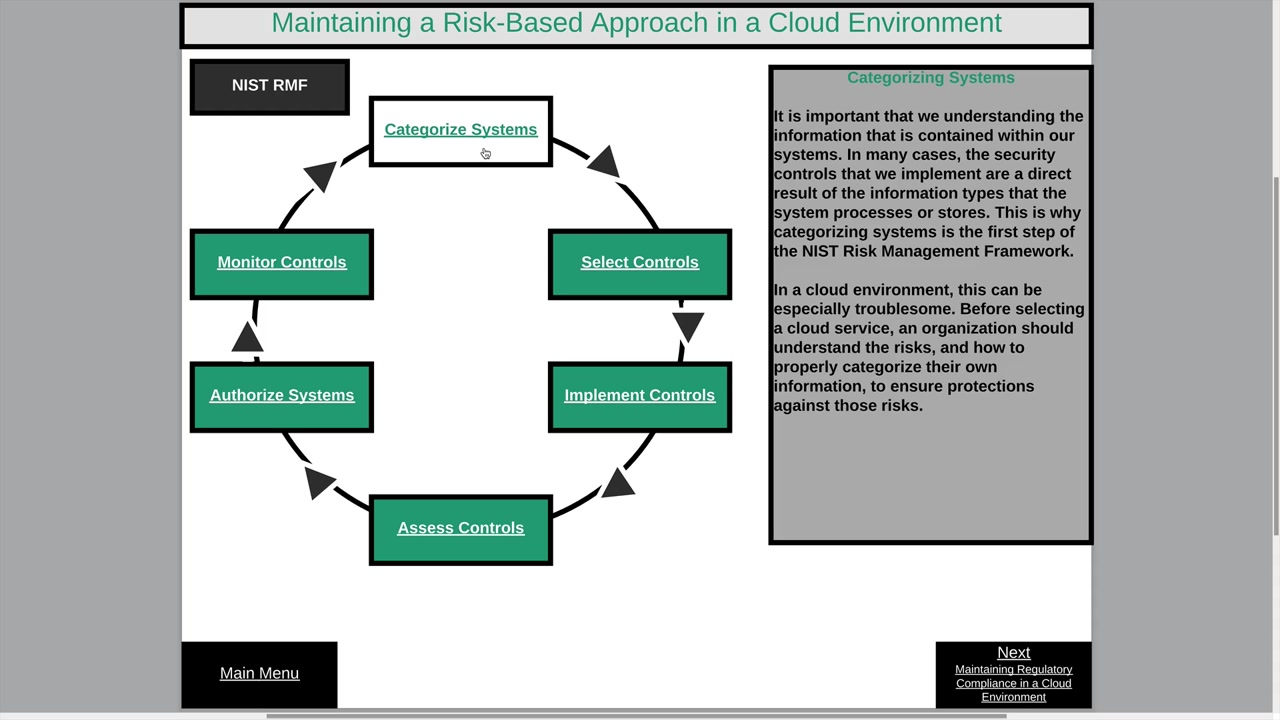 Maintaining a Risk-Based Approach in a Cloud Environment
NIST RMF
Categorize Systems
Monitor Controls
Select Controls
Authorize Systems
Implement Controls
Assess Controls
Categorizing Systems
It is important that we understanding the
information that is contained within our
systems. In many cases, the security
controls that we implement are a direct
result of the information types that the
system processes or stores. This is why
categorizing systems is the first step of
the NIST Risk Management Framework.
In a cloud environment, this can be
especially troublesome. Before selecting
a cloud service, an organization should
understand the risks, and how to
properly categorize their own
information, to ensure protections
against those risks.
Main Menu
Next
Maintaining Regulatory
Compliance in a Cloud
Environment